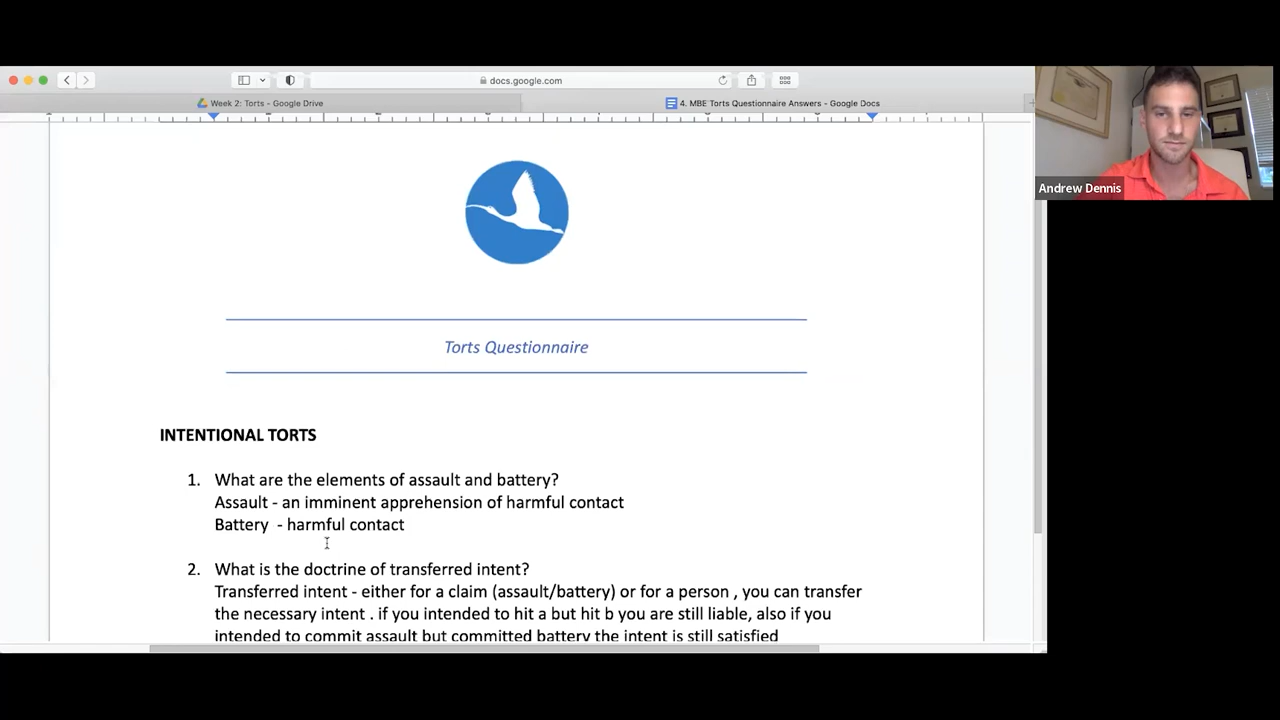 docs.google.com
Week 2: Torts - Google Drive
4. MBE Torts Questionnaire Answers - Google Docs
Andrew Dennis
Torts Questionnaire
INTENTIONAL TORTS
1. What are the elements of assault and battery?
Assault - an imminent apprehension of harmful contact
Battery - harmful contact
2. What is the doctrine of transferred intent?
Transferred intent - either for a claim (assault/battery) or for a person , you can transfer
the necessary intent . if you intended to hit a but hit b you are still liable, also if you
intended to commit assault but committed battery the intent is still satisfied